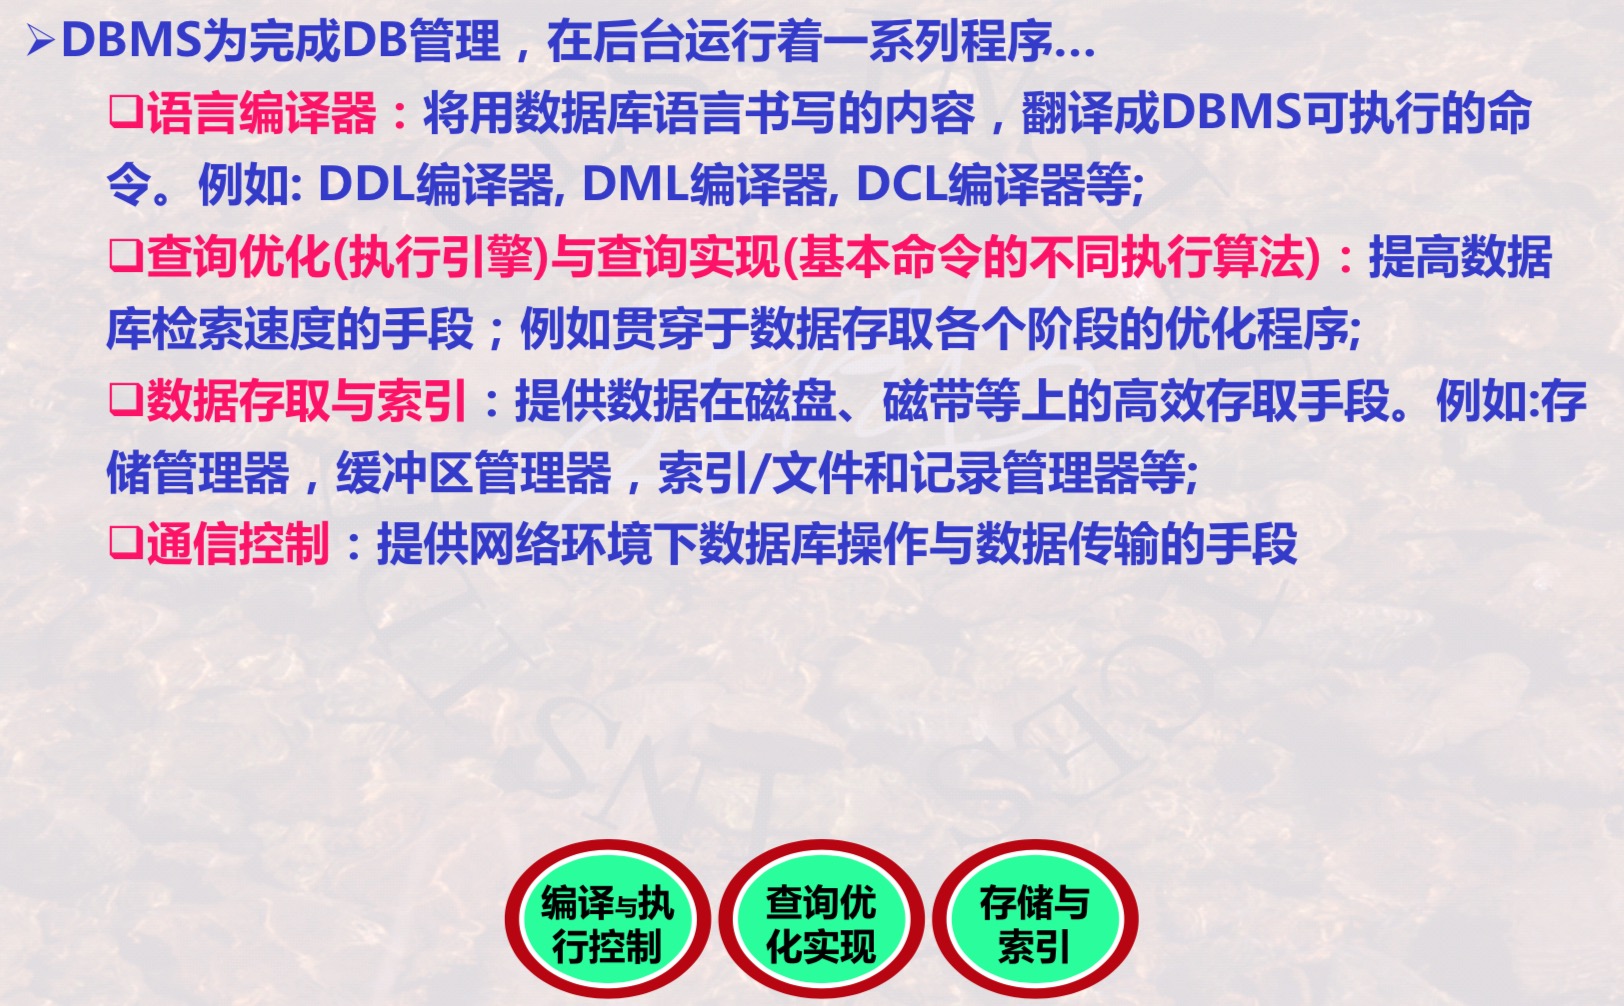 ➢DBMS为完成DB管理，在后台运行着一系列程序...
❑语言编译器：将用数据库语言书写的内容，翻译成DBMS可执行的命
令。例如: DDL编译器, DML编译器, DCL编译器等;
❑查询优化(执行引擎)与查询实现(基本命令的不同执行算法)：提高数据
库检索速度的手段；例如贯穿于数据存取各个阶段的优化程序;
❑数据存取与索引：提供数据在磁盘、磁带等上的高效存取手段。例如:存
储管理器，缓冲区管理器，索引/文件和记录管理器等;
❑通信控制：提供网络环境下数据库操作与数据传输的手段
编译与执
行控制
查询优
化实现
存储与
索引